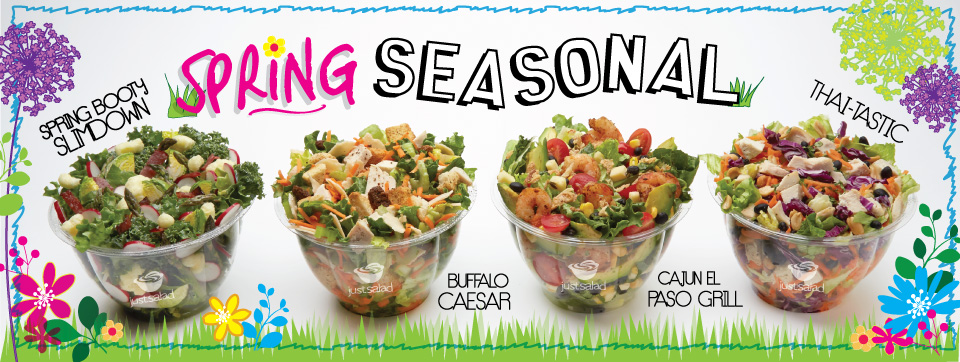 SPRING SEASONAL
SPRING BOOTY
SLIMDOWN
THAI-TASTIC
BUFFALO
CAESAR
CAJUN EL
PASO GRILL
justsalad
justsalad
justsalad
justsalad